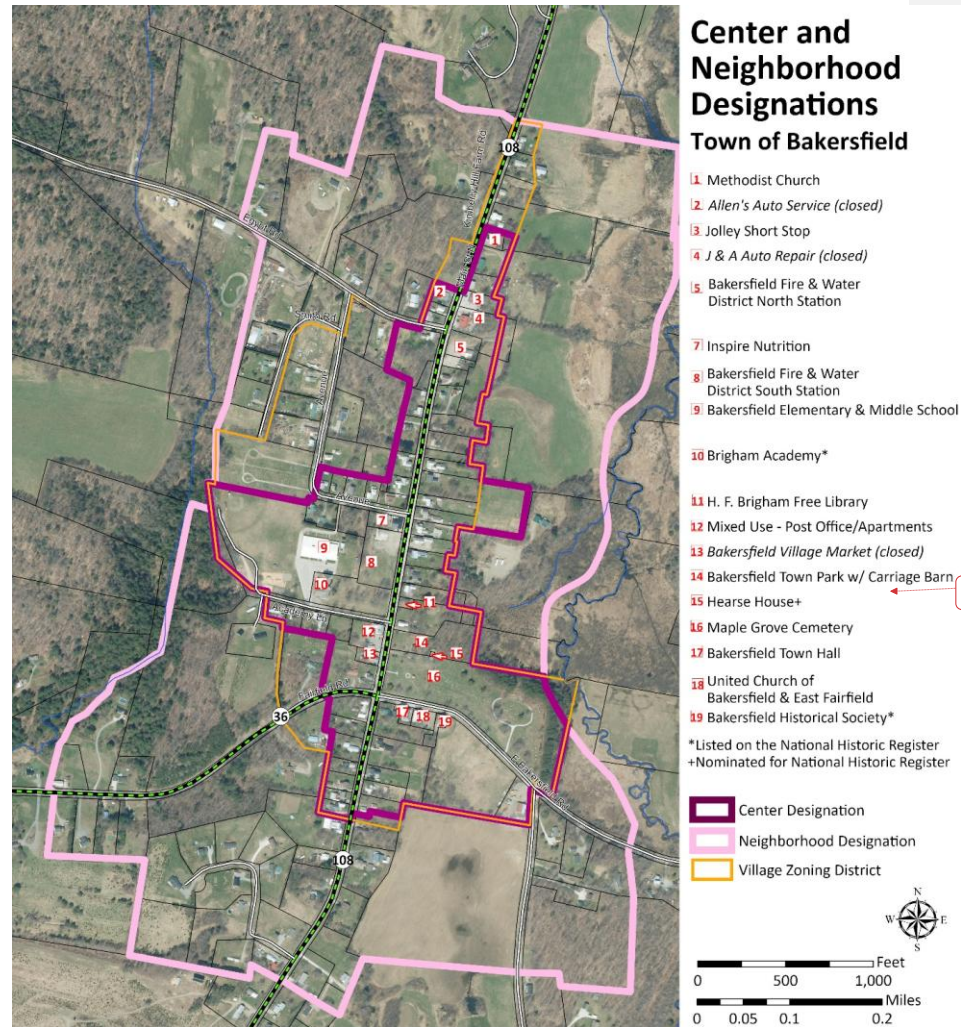 Center and
Neighborhood
Designations
Town of Bakersfield
1 Methodist Church
2 Allen's Auto Service (closed)
3 Jolley Short Stop
4 J & A Auto Repair (closed)
5 Bakersfield Fire & Water
District North Station
7 Inspire Nutrition
8 Bakersfield Fire & Water
District South Station
9 Bakersfield Elementary & Middle School
10 Brigham Academy*
11 H. F. Brigham Free Library
12 Mixed Use - Post Office/Apartments
13 Bakersfield Village Market (closed)
14 Bakersfield Town Park w/ Carriage Barn
15 Hearse House+
16 Maple Grove Cemetery
17 Bakersfield Town Hall
18 United Church of
Bakersfield & East Fairfield
19 Bakersfield Historical Society*
*Listed on the National Historic Register
+Nominated for National Historic Register
Center Designation
Neighborhood Designation
Village Zoning District
N
W E
S
Feet
0 500 1,000
Miles
0 0.05 0.1 0.2
108
1
2
3
4
5
7
9
8
10
11
12
14
13
15
16
36
17 18 19
108